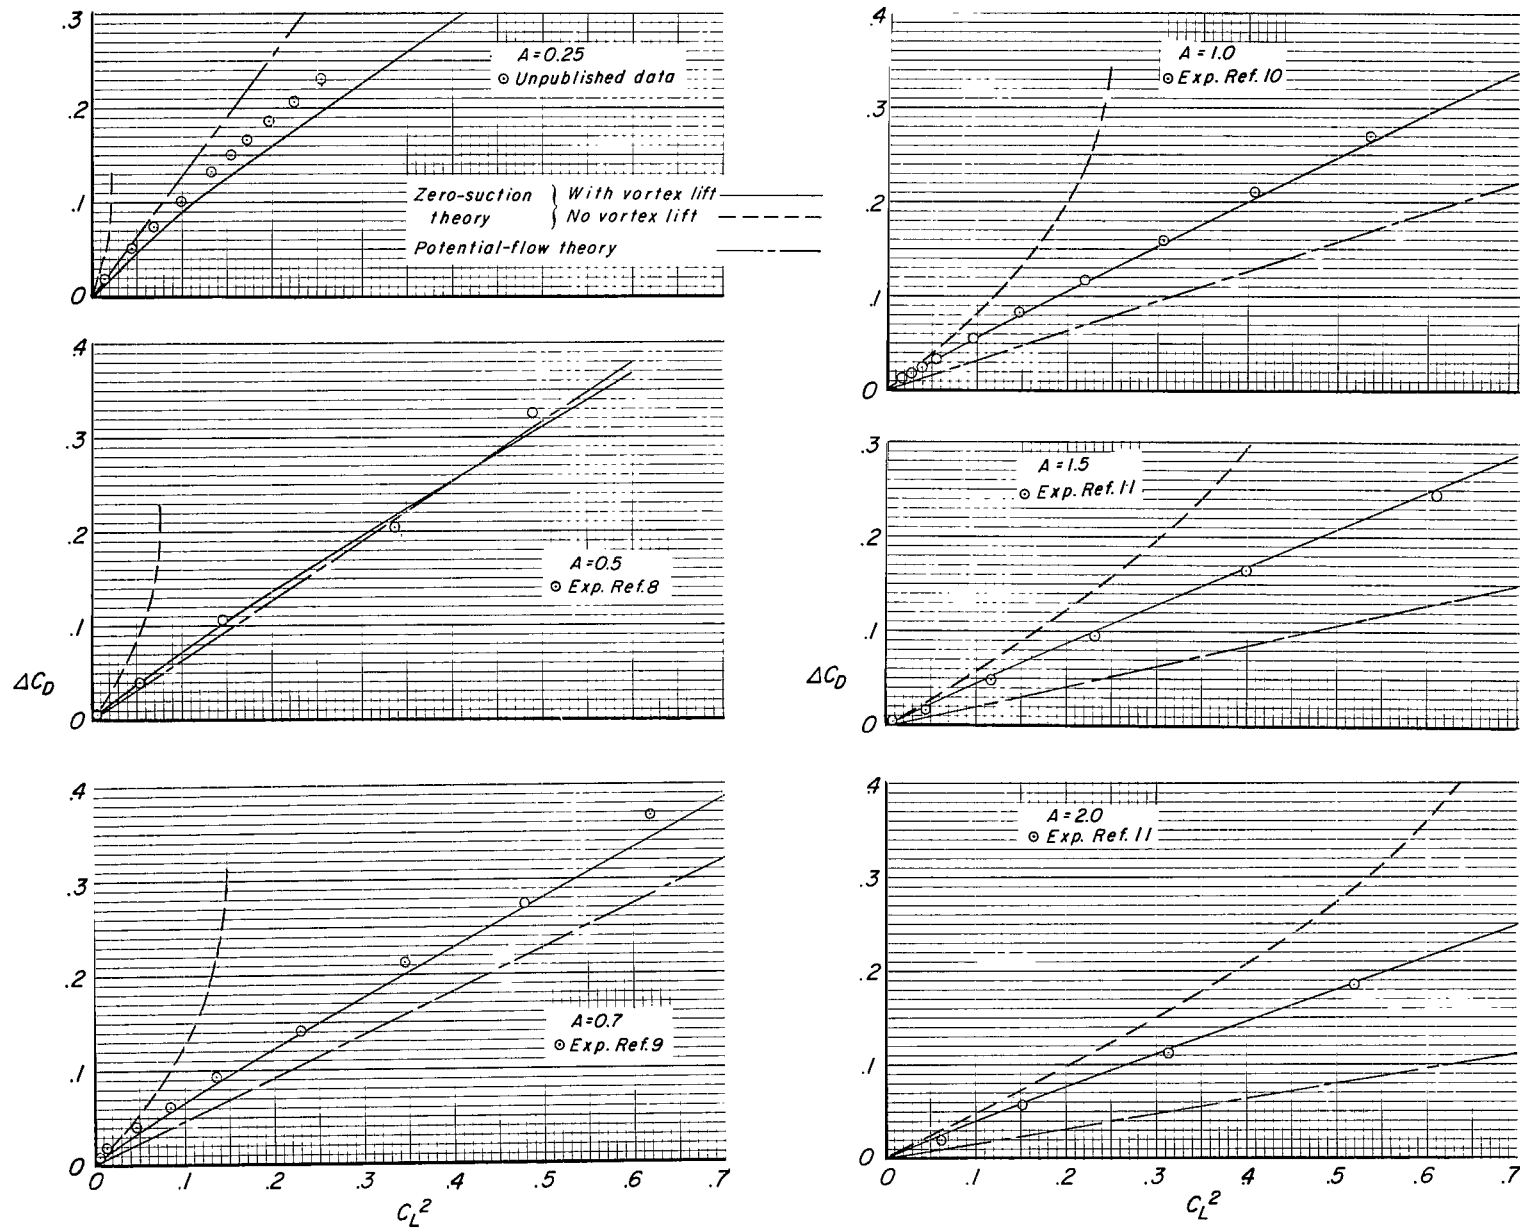 .3
.2
.1
0
A=0.25
⊙ Unpublished data
Zero-suction theory } With vortex lift
No vortex lift
Potential-flow theory
.4
.3
.2
.1
0
ΔC_D
A=0.5
⊙ Exp. Ref. 8
.4
.3
.2
.1
0
A=0.7
⊙ Exp. Ref. 9
0 .1 .2 .3 .4 .5 .6 .7
C_L²
.4
.3
.2
.1
0
A=1.0
⊙ Exp. Ref. 10
.3
.2
.1
0
ΔC_D
A=1.5
⊙ Exp. Ref. 11
.4
.3
.2
.1
0
A=2.0
⊙ Exp. Ref. 11
0 .1 .2 .3 .4 .5 .6 .7
C_L²